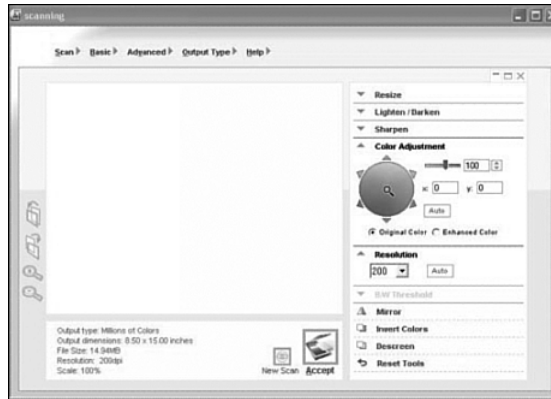 scanning
Scan Basic Advanced Output Type Help
Resize
Lighten / Darken
Sharpen
Color Adjustment
100
x: 0 y: 0
Auto
Original Color Enhanced Color
Resolution
200 Auto
B/W Threshold
Mirror
Invert Colors
Descreen
Reset Tools
Output type: Millions of Colors
Output dimensions: 8.50 x 15.00 inches
File Size: 14.94MB
Resolution: 200dpi
Scale: 100%
New Scan Accept